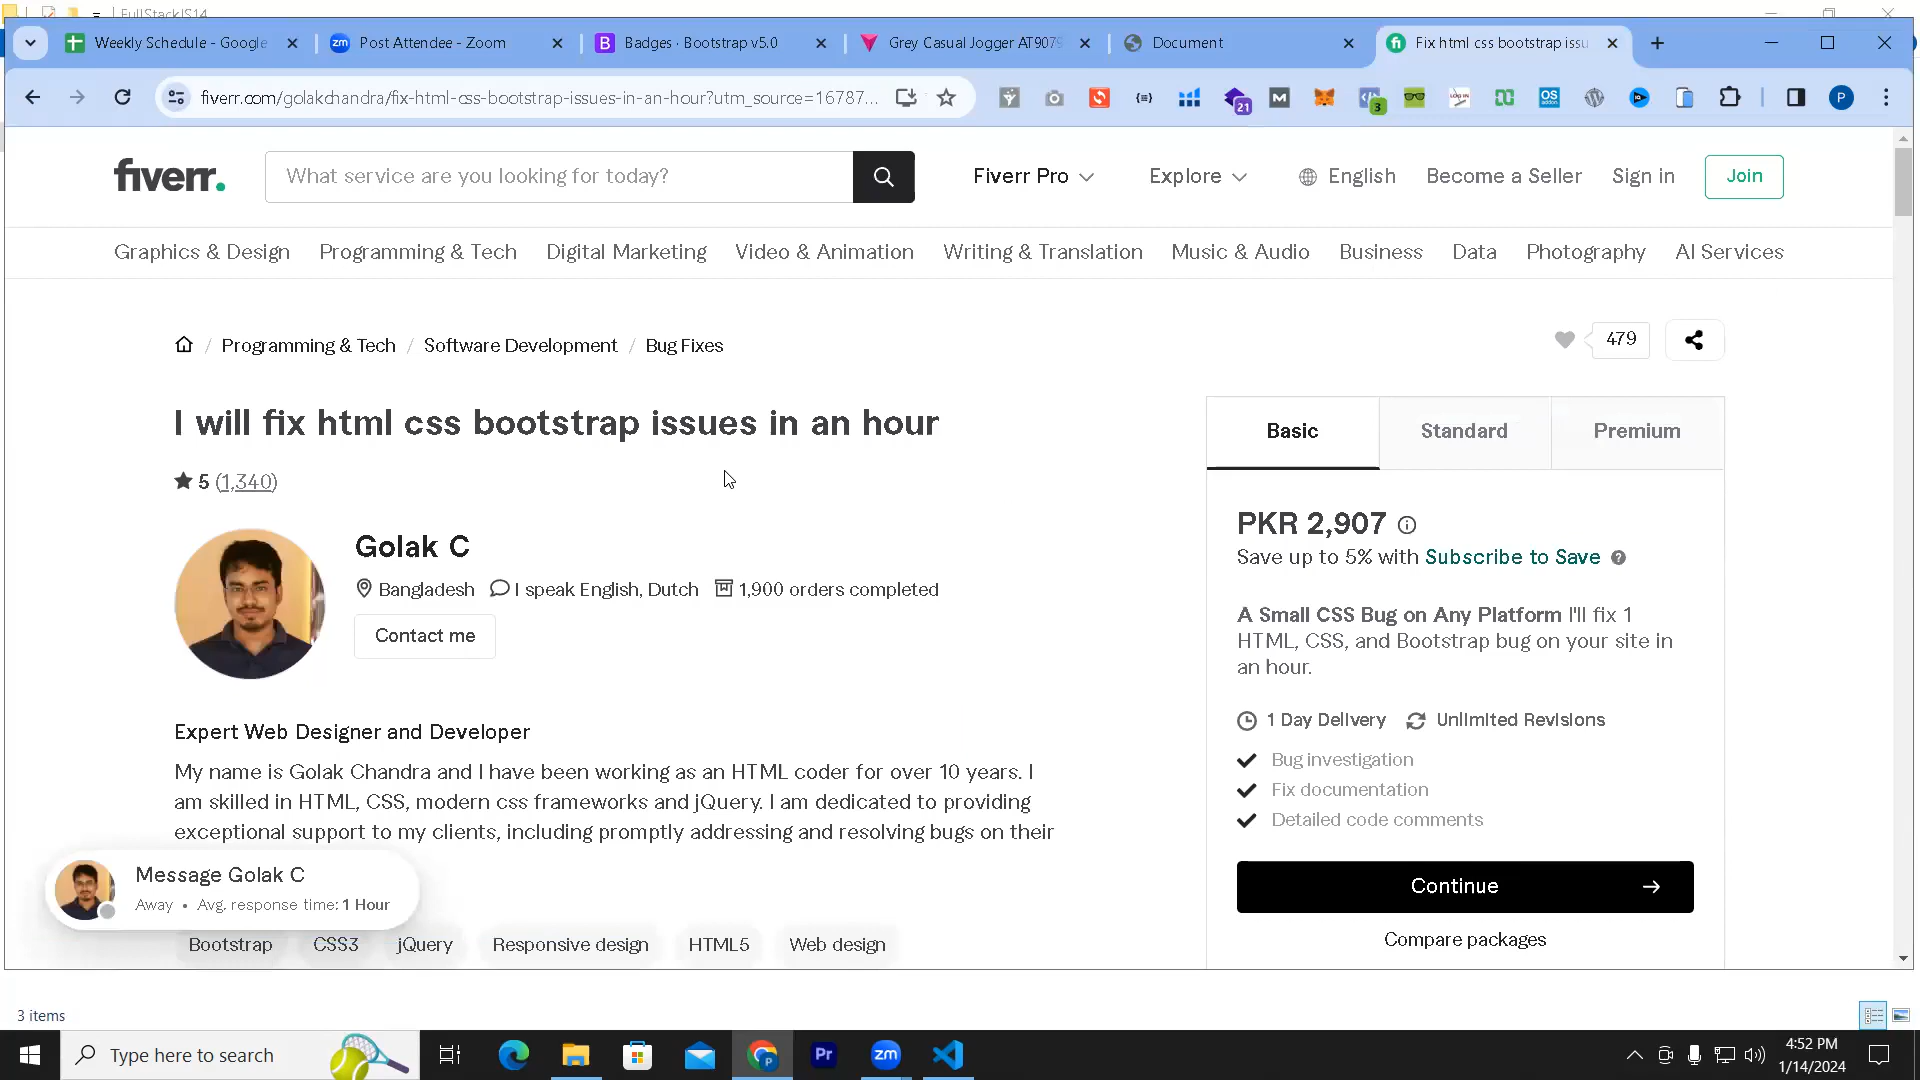 FullStackJS14
Weekly Schedule - Google
zm Post Attendee - Zoom
B Badges · Bootstrap v5.0
Grey Casual Jogger AT9079
Document
fi Fix html css bootstrap issu
fiverr.com/golakchandra/fix-html-css-bootstrap-issues-in-an-hour?utm_source=16787...
21
M
3
OS
P
fiverr.
What service are you looking for today?
Fiverr Pro
Explore
English
Become a Seller
Sign in
Join
Graphics & Design
Programming & Tech
Digital Marketing
Video & Animation
Writing & Translation
Music & Audio
Business
Data
Photography
AI Services
/ Programming & Tech / Software Development / Bug Fixes
479
I will fix html css bootstrap issues in an hour
5 (1,340)
Golak C
Bangladesh I speak English, Dutch 1,900 orders completed
Contact me
Expert Web Designer and Developer
My name is Golak Chandra and I have been working as an HTML coder for over 10 years. I
am skilled in HTML, CSS, modern css frameworks and jQuery. I am dedicated to providing
exceptional support to my clients, including promptly addressing and resolving bugs on their
Message Golak C
Away • Avg. response time: 1 Hour
Bootstrap
CSS3
jQuery
Responsive design
HTML5
Web design
Basic
Standard
Premium
PKR 2,907
Save up to 5% with Subscribe to Save
A Small CSS Bug on Any Platform I'll fix 1
HTML, CSS, and Bootstrap bug on your site in
an hour.
1 Day Delivery
Unlimited Revisions
Bug investigation
Fix documentation
Detailed code comments
Continue
Compare packages
3 items
Type here to search
Pr
zm
4:52 PM
1/14/2024